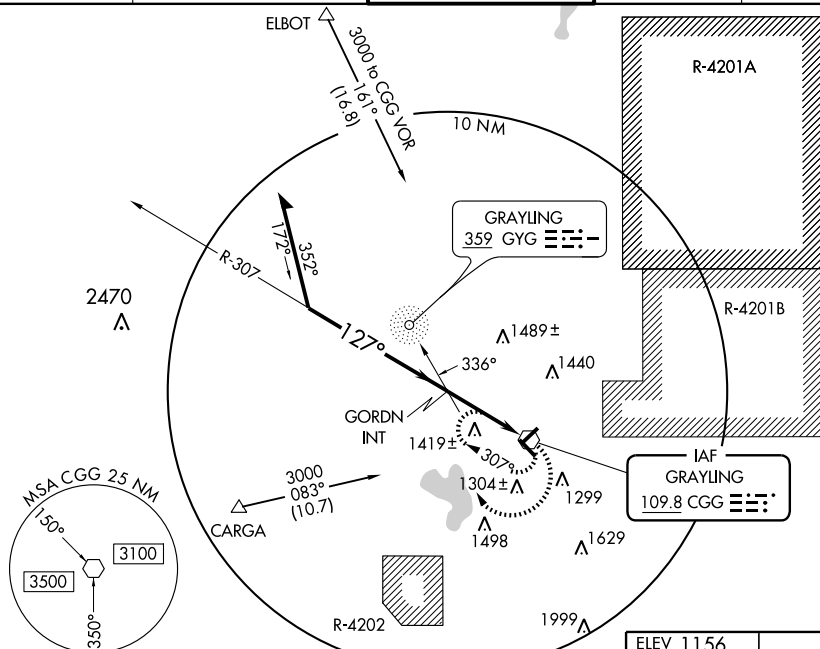 ELBOT
3000 to CGG VOR
161°
(16.8)
10 NM
R-4201A
GRAYLING
359 GYG
172°
352°
R-307
2470
127°
1489±
R-4201B
336°
1440
GORDN
INT
1419±
307°
IAF
GRAYLING
109.8 CGG
1304±
1299
3000
083°
(10.7)
CARGA
1498
1629
MSA CGG 25 NM
150°
3100
3500
350°
R-4202
1999
ELEV 1156